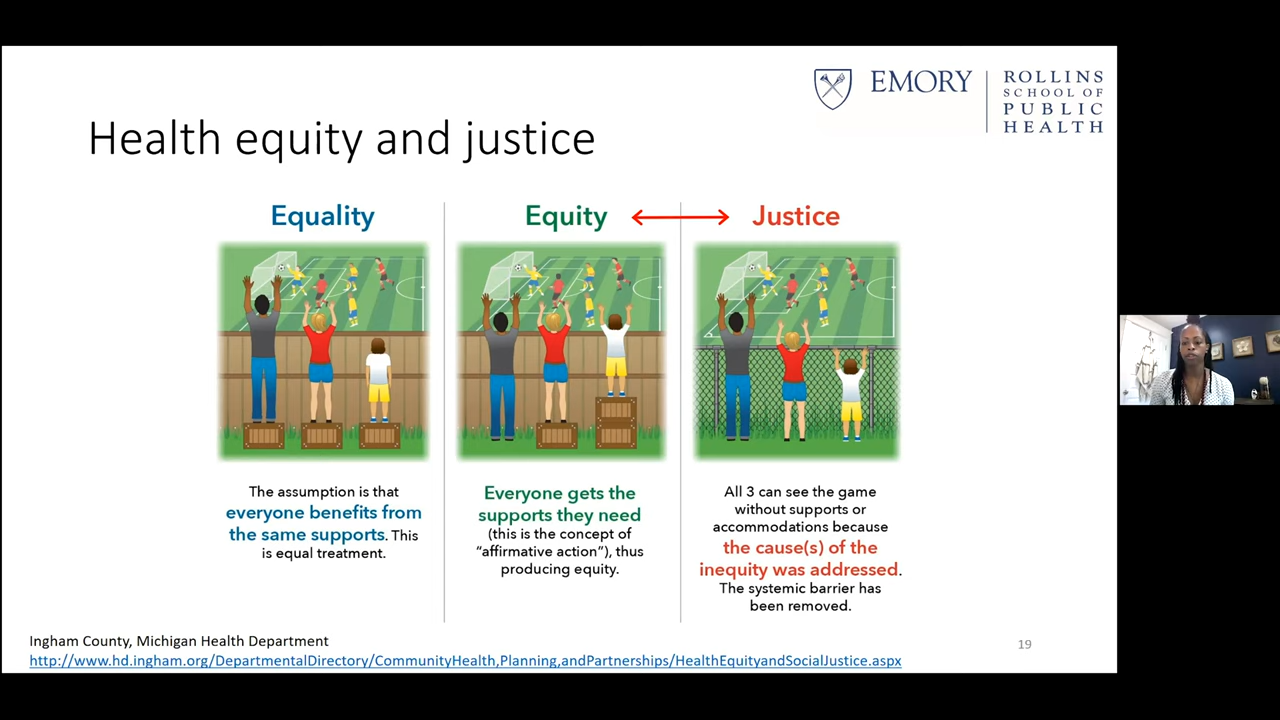 EMORY
ROLLINS
SCHOOL OF
PUBLIC
HEALTH
Health equity and justice
Equality
Equity
Justice
The assumption is that
everyone benefits from
the same supports. This
is equal treatment.
Everyone gets the
supports they need
(this is the concept of
“affirmative action”), thus
producing equity.
All 3 can see the game
without supports or
accommodations because
the cause(s) of the
inequity was addressed.
The systemic barrier has
been removed.
Ingham County, Michigan Health Department
http://www.hd.ingham.org/DepartmentalDirectory/CommunityHealth,Planning,andPartnerships/HealthEquityandSocialJustice.aspx
19